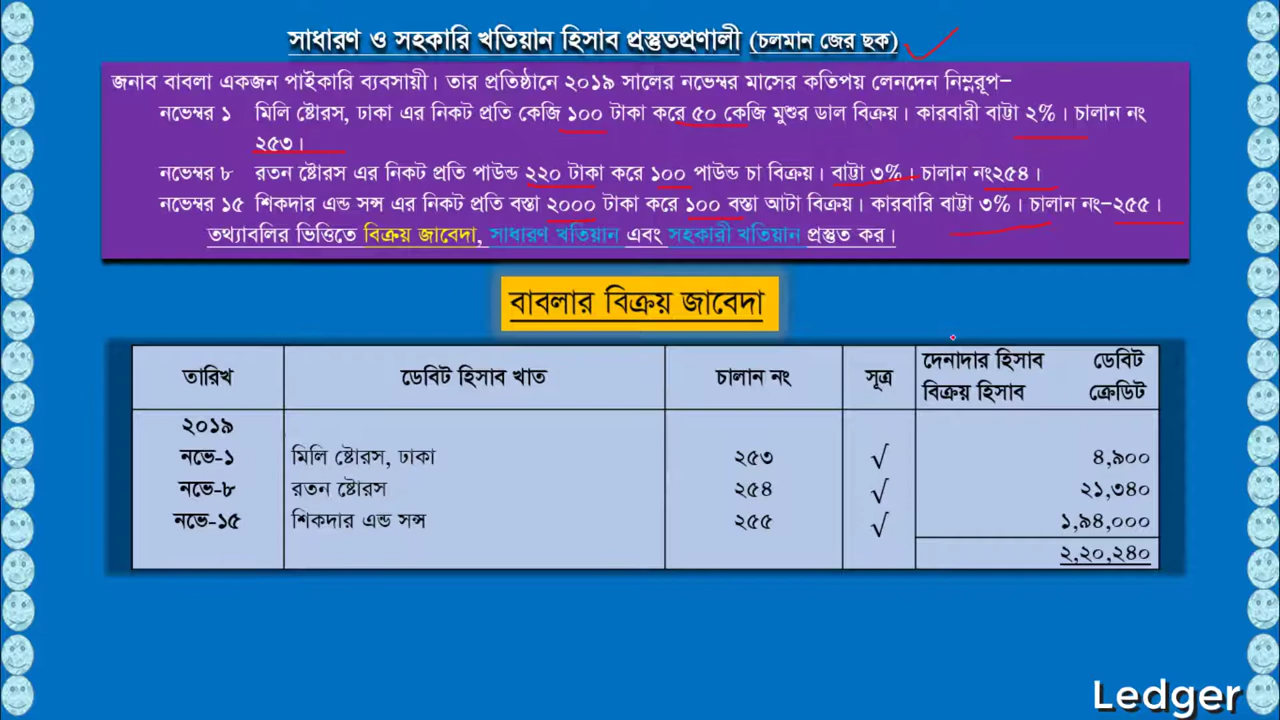 সাধারণ ও সহকারি খতিয়ান হিসাব প্রস্তুতপ্রণালী (চলমান জের ছক)
জনাব বাবলা একজন পাইকারি ব্যবসায়ী। তার প্রতিষ্ঠানে ২০১৯ সালের নভেম্বর মাসের কতিপয় লেনদেন নিম্নরূপ–
নভেম্বর ১ মিলি ষ্টোরস, ঢাকা এর নিকট প্রতি কেজি ১০০ টাকা করে ৫০ কেজি মুশুর ডাল বিক্রয়। কারবারী বাট্টা ২%। চালান নং
২৫৩।
নভেম্বর ৮ রতন ষ্টোরস এর নিকট প্রতি পাউন্ড ২২০ টাকা করে ১০০ পাউন্ড চা বিক্রয়। বাট্টা ৩%। চালান নং২৫৪।
নভেম্বর ১৫ শিকদার এন্ড সন্স এর নিকট প্রতি বস্তা ২০০০ টাকা করে ১০০ বস্তা আটা বিক্রয়। কারবারি বাট্টা ৩%। চালান নং-২৫৫।
তথ্যাবলির ভিত্তিতে বিক্রয় জাবেদা, সাধারণ খতিয়ান এবং সহকারী খতিয়ান প্রস্তুত কর।
বাবলার বিক্রয় জাবেদা
তারিখ ডেবিট হিসাব খাত চালান নং সূত্র দেনাদার হিসাব ডেবিট
বিক্রয় হিসাব ক্রেডিট
২০১৯
নভে-১ মিলি ষ্টোরস, ঢাকা ২৫৩ √ ৪,৯০০
নভে-৮ রতন ষ্টোরস ২৫৪ √ ২১,৩৪০
নভে-১৫ শিকদার এন্ড সন্স ২৫৫ √ ১,৯৪,০০০
২,২০,২৪০
Ledger